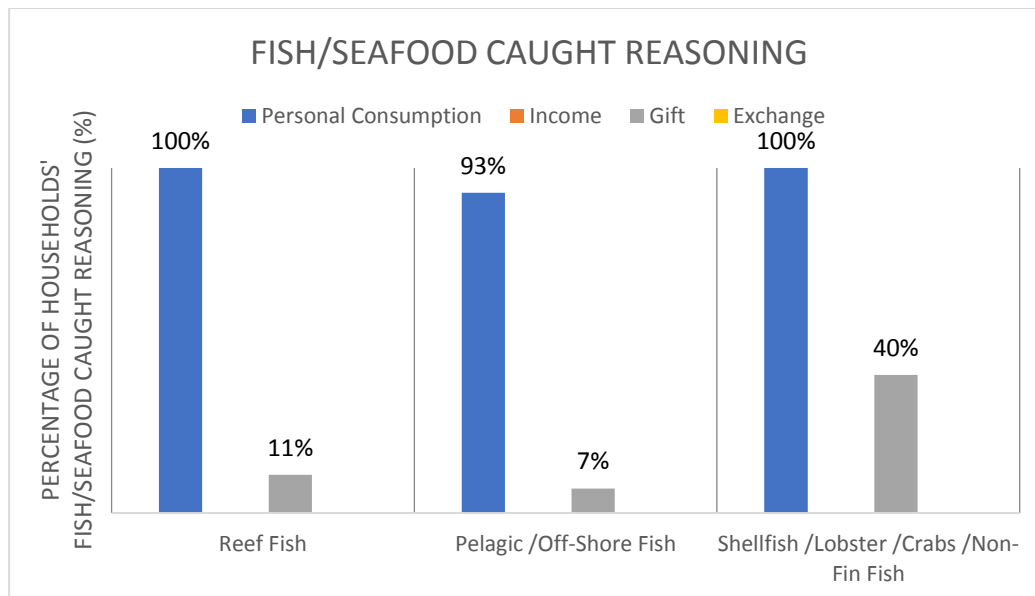 FISH/SEAFOOD CAUGHT REASONING
Personal Consumption Income Gift Exchange
PERCENTAGE OF HOUSEHOLDS'
FISH/SEAFOOD CAUGHT REASONING (%)
100%
11%
93%
7%
100%
40%
Reef Fish
Pelagic /Off-Shore Fish
Shellfish /Lobster /Crabs /Non-
Fin Fish